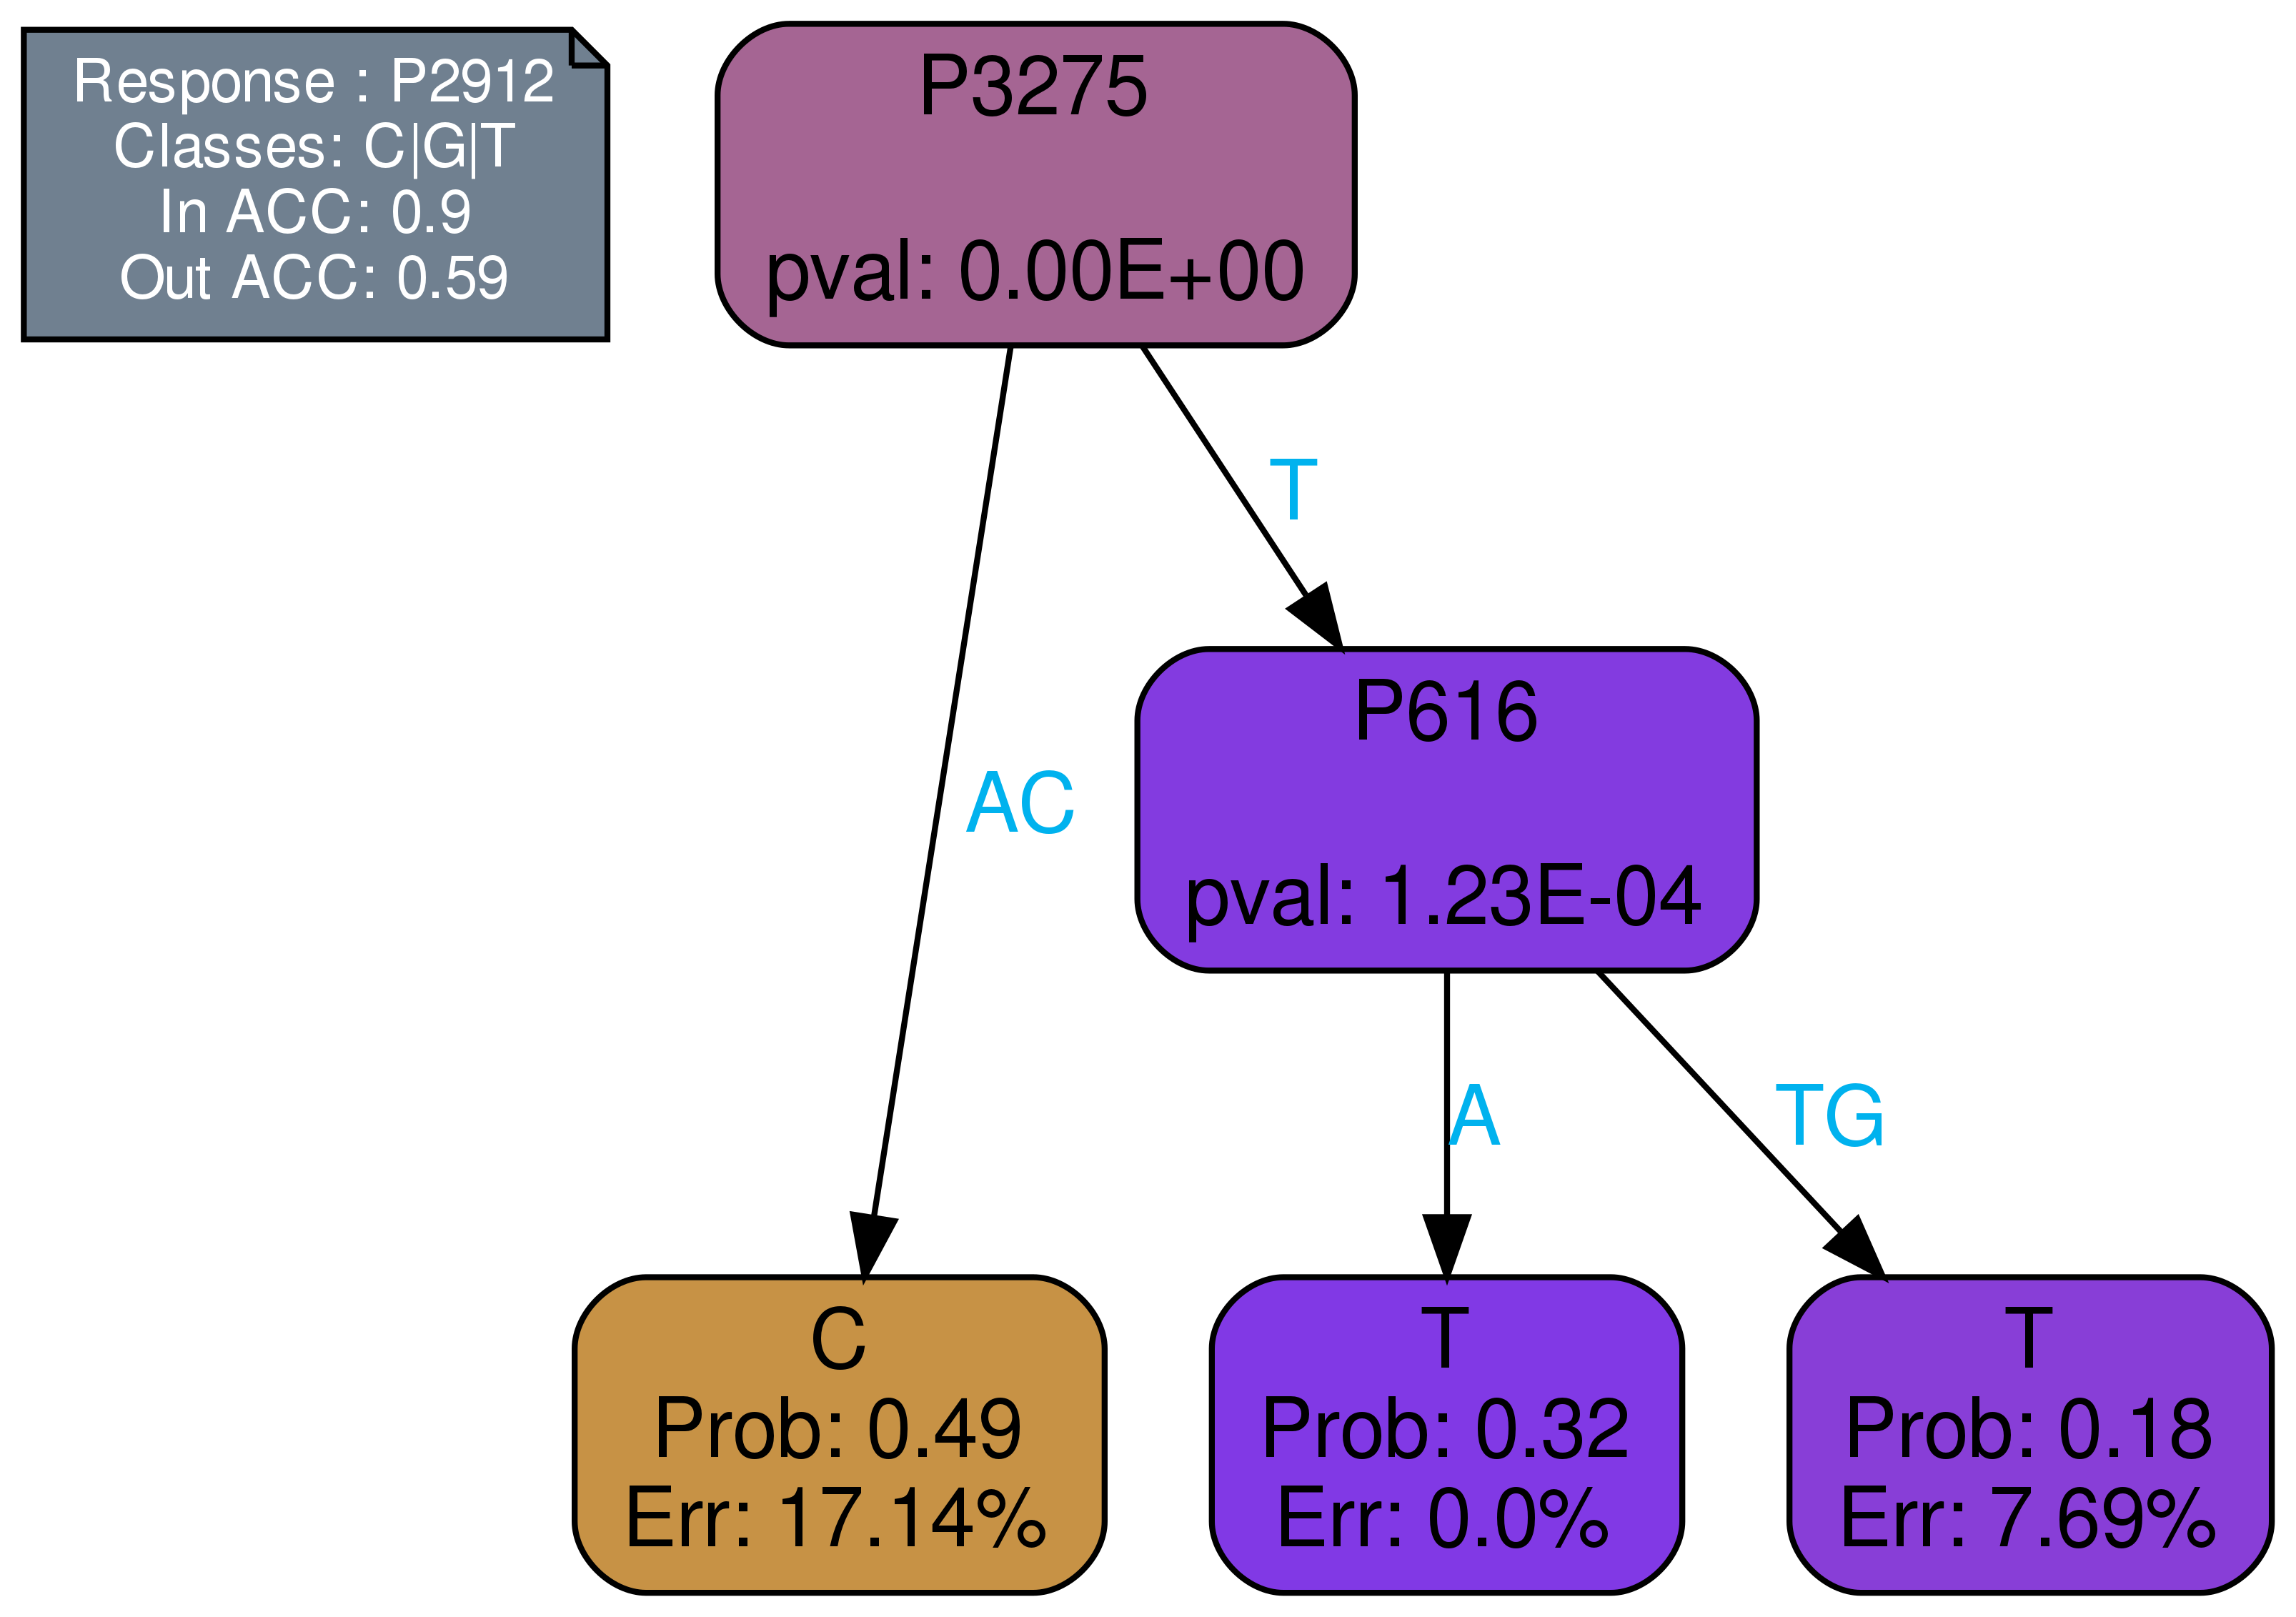 Response : P2912
Classes: C|G|T
In ACC: 0.9
Out ACC: 0.59
P3275
pval: 0.00E+00
T
P616
pval: 1.23E-04
AC
A
TG
C
Prob: 0.49
Err: 17.14%
T
Prob: 0.32
Err: 0.0%
T
Prob: 0.18
Err: 7.69%